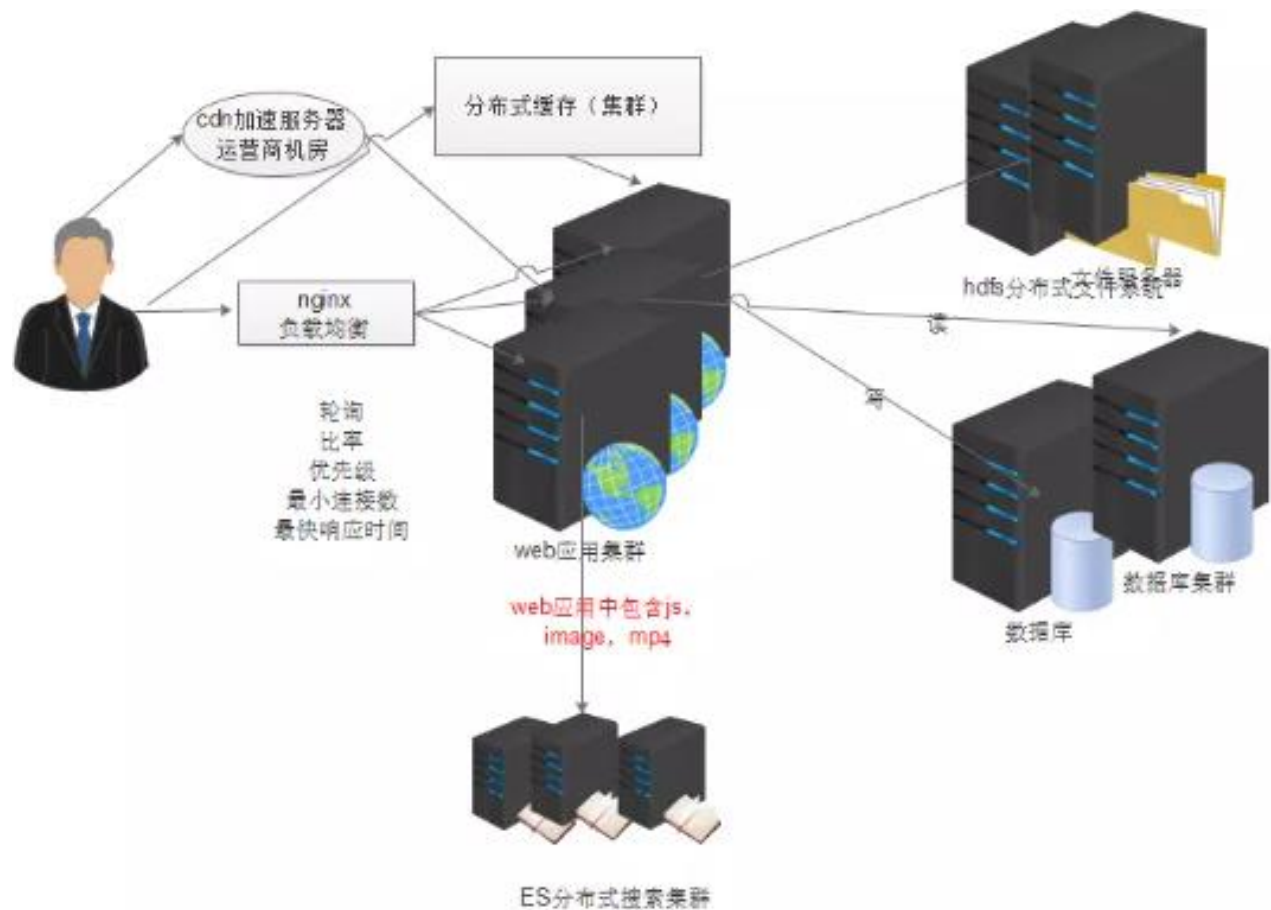 cdn加速服务器
运营商机房
分布式缓存（集群）
nginx
负载均衡
轮询
比率
优先级
最小连接数
最快响应时间
web应用集群
web应用中包含js，
image，mp4
ES分布式搜索集群
文件服务器
hdfs分布式文件系统
读
写
数据库集群
数据库